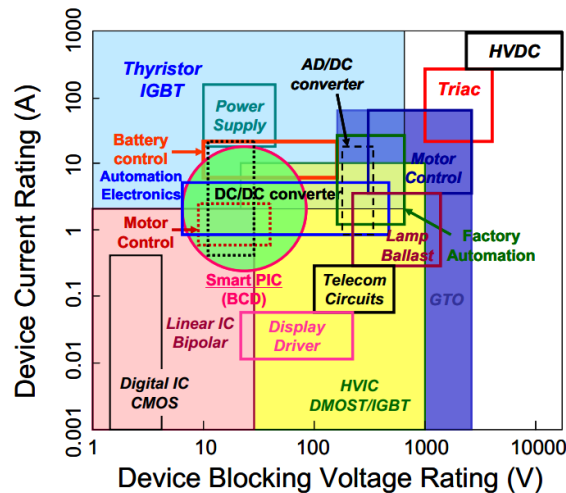 1000
100
10
1
0.1
0.01
0.001
Device Current Rating (A)
HVDC
Thyristor
IGBT
AD/DC
converter
Triac
Power
Supply
Battery
control
Motor
Control
Automation
Electronics
DC/DC converter
Motor
Control
Lamp
Ballast
Factory
Automation
Smart PIC
(BCD)
Telecom
Circuits
GTO
Linear IC
Bipolar
Display
Driver
Digital IC
CMOS
HVIC
DMOST/IGBT
1
10
100
1000
10000
Device Blocking Voltage Rating (V)